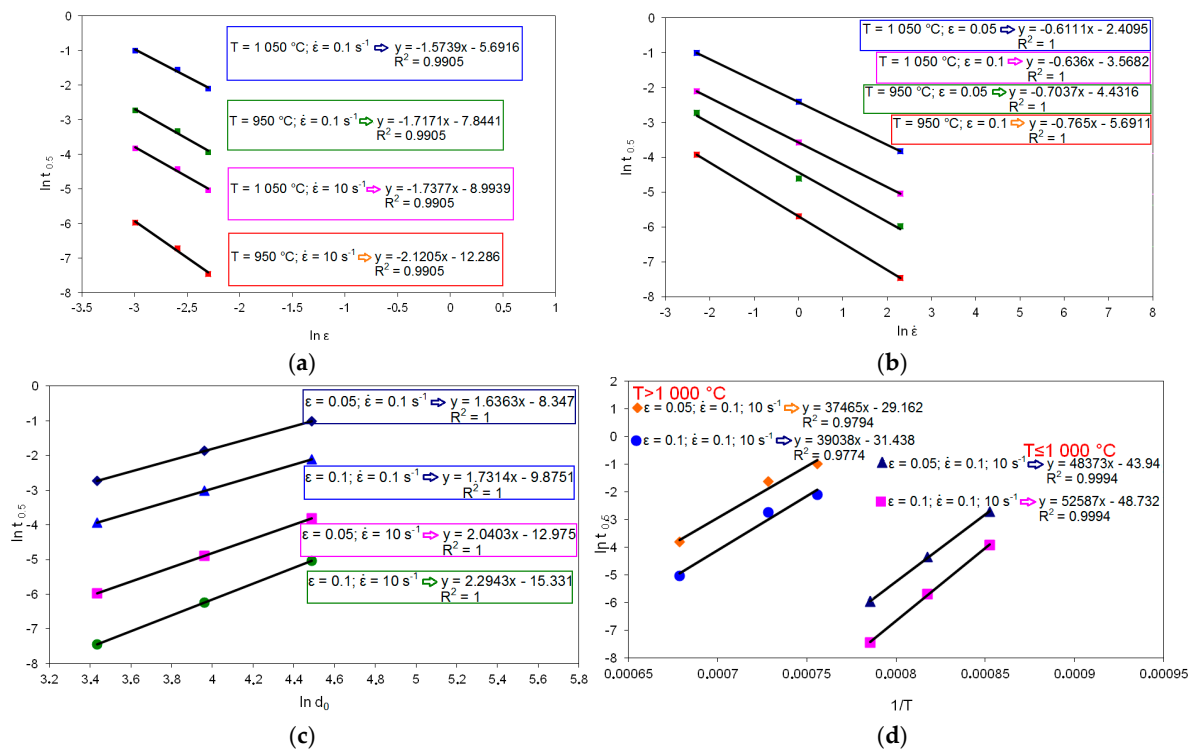 0
-1
-2
-3
-4
-5
-6
-7
-8
ln t 0.5
-3.5 -3 -2.5 -2 -1.5 -1 -0.5 0 0.5 1
ln ε
T = 1 050 °C; ε̇ = 0.1 s-1 ⇨ y = -1.5739x - 5.6916
R2 = 0.9905
T = 950 °C; ε̇ = 0.1 s-1 ⇨ y = -1.7171x - 7.8441
R2 = 0.9905
T = 1 050 °C; ε̇ = 10 s-1 ⇨ y = -1.7377x - 8.9939
R2 = 0.9905
T = 950 °C; ε̇ = 10 s-1 ⇨ y = -2.1205x - 12.286
R2 = 0.9905
(a)
0
-1
-2
-3
-4
-5
-6
-7
-8
ln t 0.5
-3 -2 -1 0 1 2 3 4 5 6 7 8
ln ε̇
T = 1 050 °C; ε = 0.05 ⇨ y = -0.6111x - 2.4095
R2 = 1
T = 1 050 °C; ε = 0.1 ⇨ y = -0.636x - 3.5682
R2 = 1
T = 950 °C; ε = 0.05 ⇨ y = -0.7037x - 4.4316
R2 = 1
T = 950 °C; ε = 0.1 ⇨ y = -0.765x - 5.6911
R2 = 1
(b)
0
-1
-2
-3
-4
-5
-6
-7
-8
ln t 0.5
3.2 3.4 3.6 3.8 4 4.2 4.4 4.6 4.8 5 5.2 5.4 5.6 5.8
ln d0
ε = 0.05; ε̇ = 0.1 s-1 ⇨ y = 1.6363x - 8.347
R2 = 1
ε = 0.1; ε̇ = 0.1 s-1 ⇨ y = 1.7314x - 9.8751
R2 = 1
ε = 0.05; ε̇ = 10 s-1 ⇨ y = 2.0403x - 12.975
R2 = 1
ε = 0.1; ε̇ = 10 s-1 ⇨ y = 2.2943x - 15.331
R2 = 1
(c)
2
1
0
-1
-2
-3
-4
-5
-6
-7
-8
ln t 0.5
0.00065 0.0007 0.00075 0.0008 0.00085 0.0009 0.00095
1/T
T>1 000 °C
ε = 0.05; ε̇ = 0.1; 10 s-1 ⇨ y = 37465x - 29.162
R2 = 0.9794
ε = 0.1; ε̇ = 0.1; 10 s-1 ⇨ y = 39038x - 31.438
R2 = 0.9774
T≤1 000 °C
ε = 0.05; ε̇ = 0.1; 10 s-1 ⇨ y = 48373x - 43.94
R2 = 0.9994
ε = 0.1; ε̇ = 0.1; 10 s-1 ⇨ y = 52587x - 48.732
R2 = 0.9994
(d)